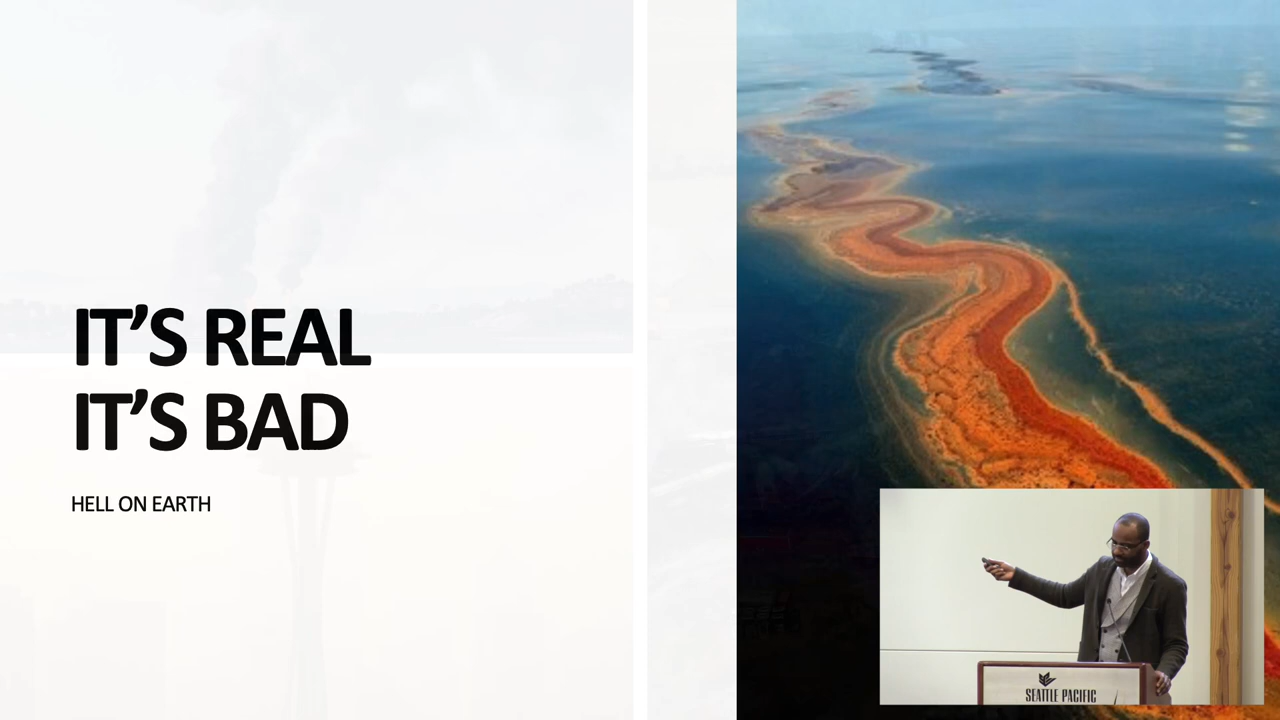 IT’S REAL
IT’S BAD
HELL ON EARTH
SEATTLE PACIFIC